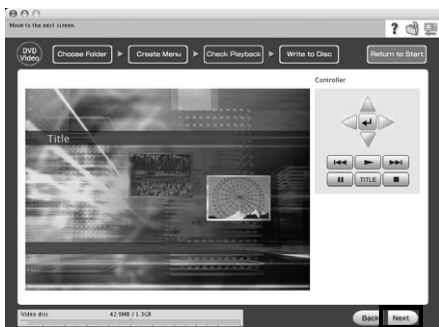 Move to the next screen.
?
DVD Video
Choose Folder
Create Menu
Check Playback
Write to Disc
Return to Start
Controller
Title
TITLE
Video disc 42.9MB / 1.3GB
Back Next